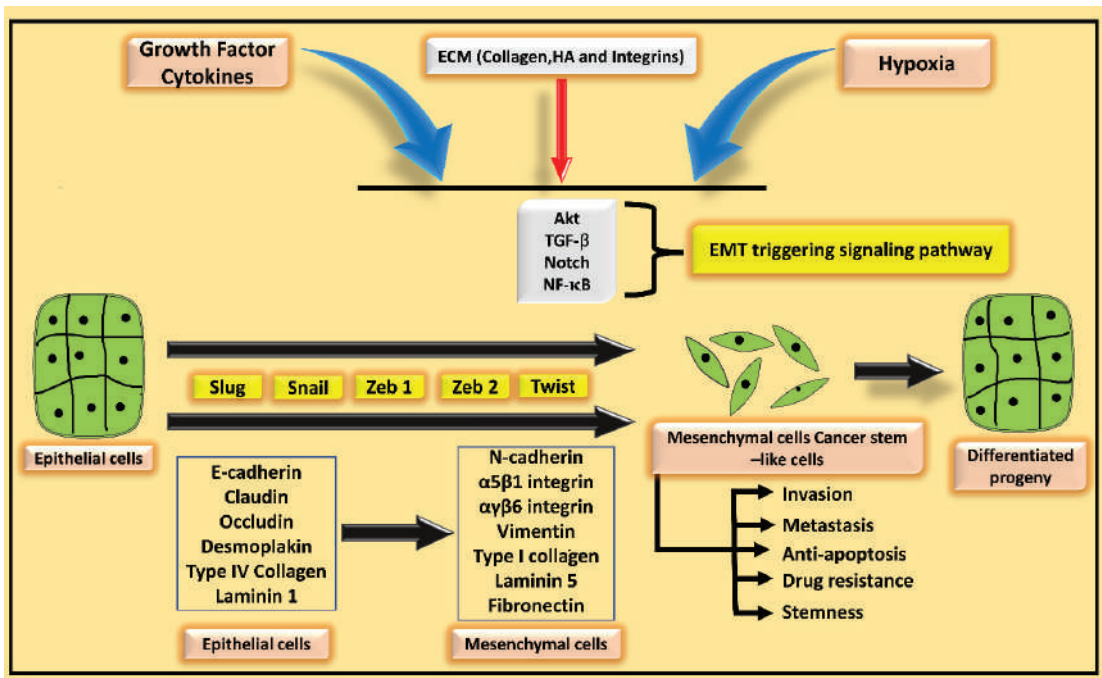 Growth Factor
Cytokines
ECM (Collagen,HA and Integrins)
Hypoxia
Akt
TGF-β
Notch
NF-κB
EMT triggering signaling pathway
Slug
Snail
Zeb 1
Zeb 2
Twist
Epithelial cells
Mesenchymal cells Cancer stem
–like cells
Differentiated
progeny
E-cadherin
Claudin
Occludin
Desmoplakin
Type IV Collagen
Laminin 1
Epithelial cells
N-cadherin
α5β1 integrin
αγβ6 integrin
Vimentin
Type I collagen
Laminin 5
Fibronectin
Mesenchymal cells
Invasion
Metastasis
Anti-apoptosis
Drug resistance
Stemness